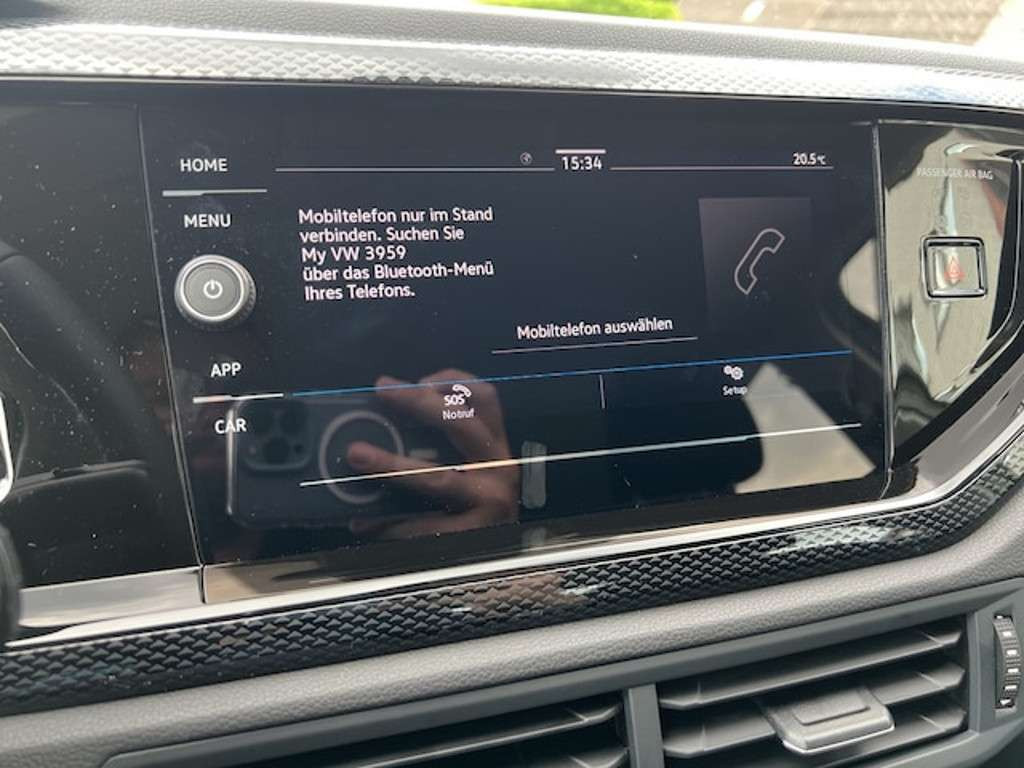 HOME
15:34
20.5°C
PASSENGER AIR BAG
MENU
Mobiltelefon nur im Stand
verbinden. Suchen Sie
My VW 3959
über das Bluetooth-Menü
Ihres Telefons.
Mobiltelefon auswählen
APP
SOS
Notruf
Setup
CAR